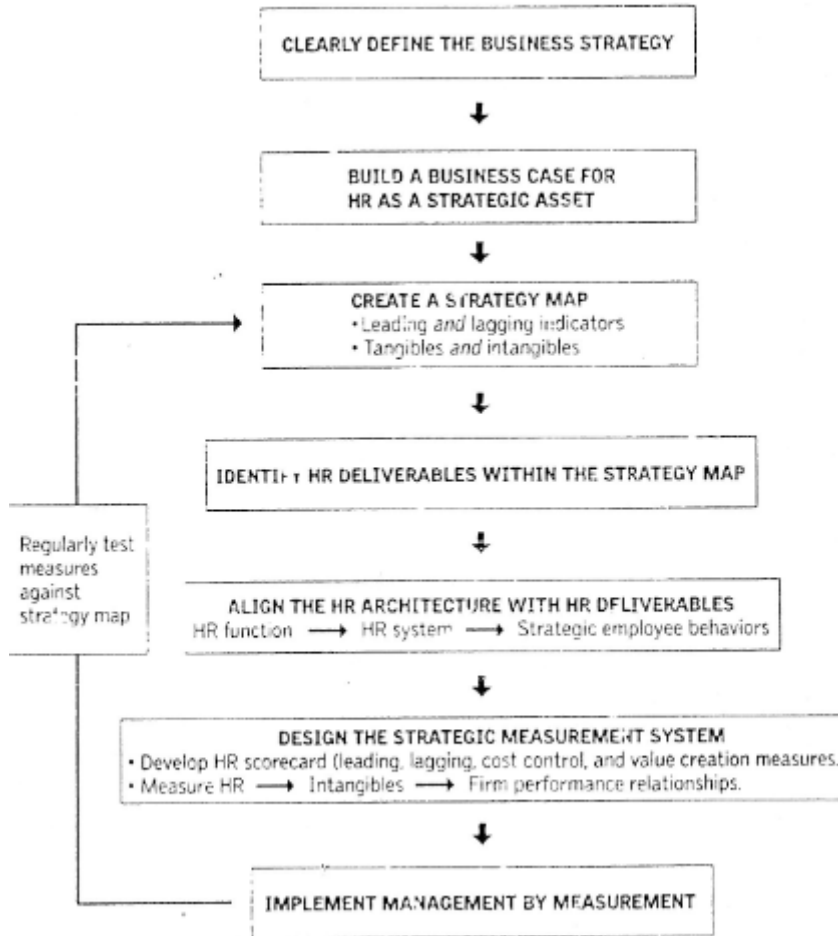 CLEARLY DEFINE THE BUSINESS STRATEGY
BUILD A BUSINESS CASE FOR
HR AS A STRATEGIC ASSET
CREATE A STRATEGY MAP
• Leading and lagging indicators
• Tangibles and intangibles
IDENTIFY HR DELIVERABLES WITHIN THE STRATEGY MAP
Regularly test
measures
against
strategy map
ALIGN THE HR ARCHITECTURE WITH HR DELIVERABLES
HR function → HR system → Strategic employee behaviors
DESIGN THE STRATEGIC MEASUREMENT SYSTEM
• Develop HR scorecard (leading, lagging, cost control, and value creation measures.
• Measure HR → Intangibles → Firm performance relationships.
IMPLEMENT MANAGEMENT BY MEASUREMENT